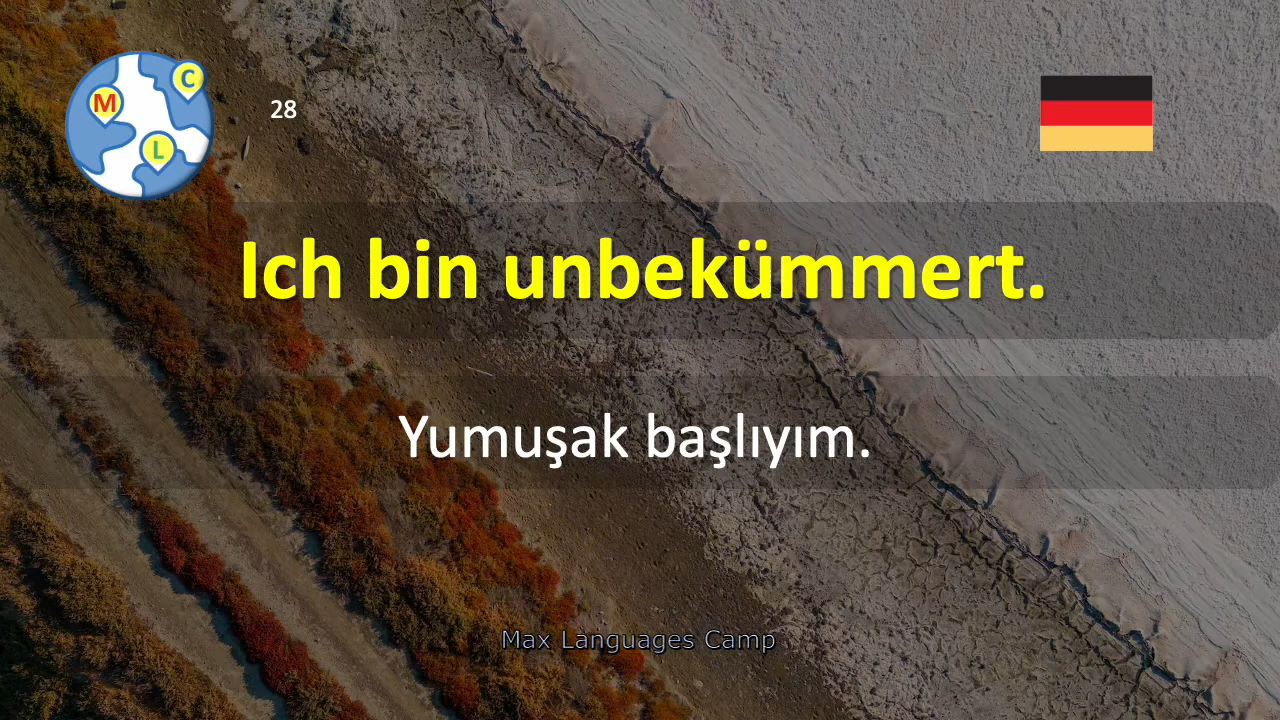 M
C
L
28
Ich bin unbekümmert.
Yumuşak başlıyım.
Max Languages Camp